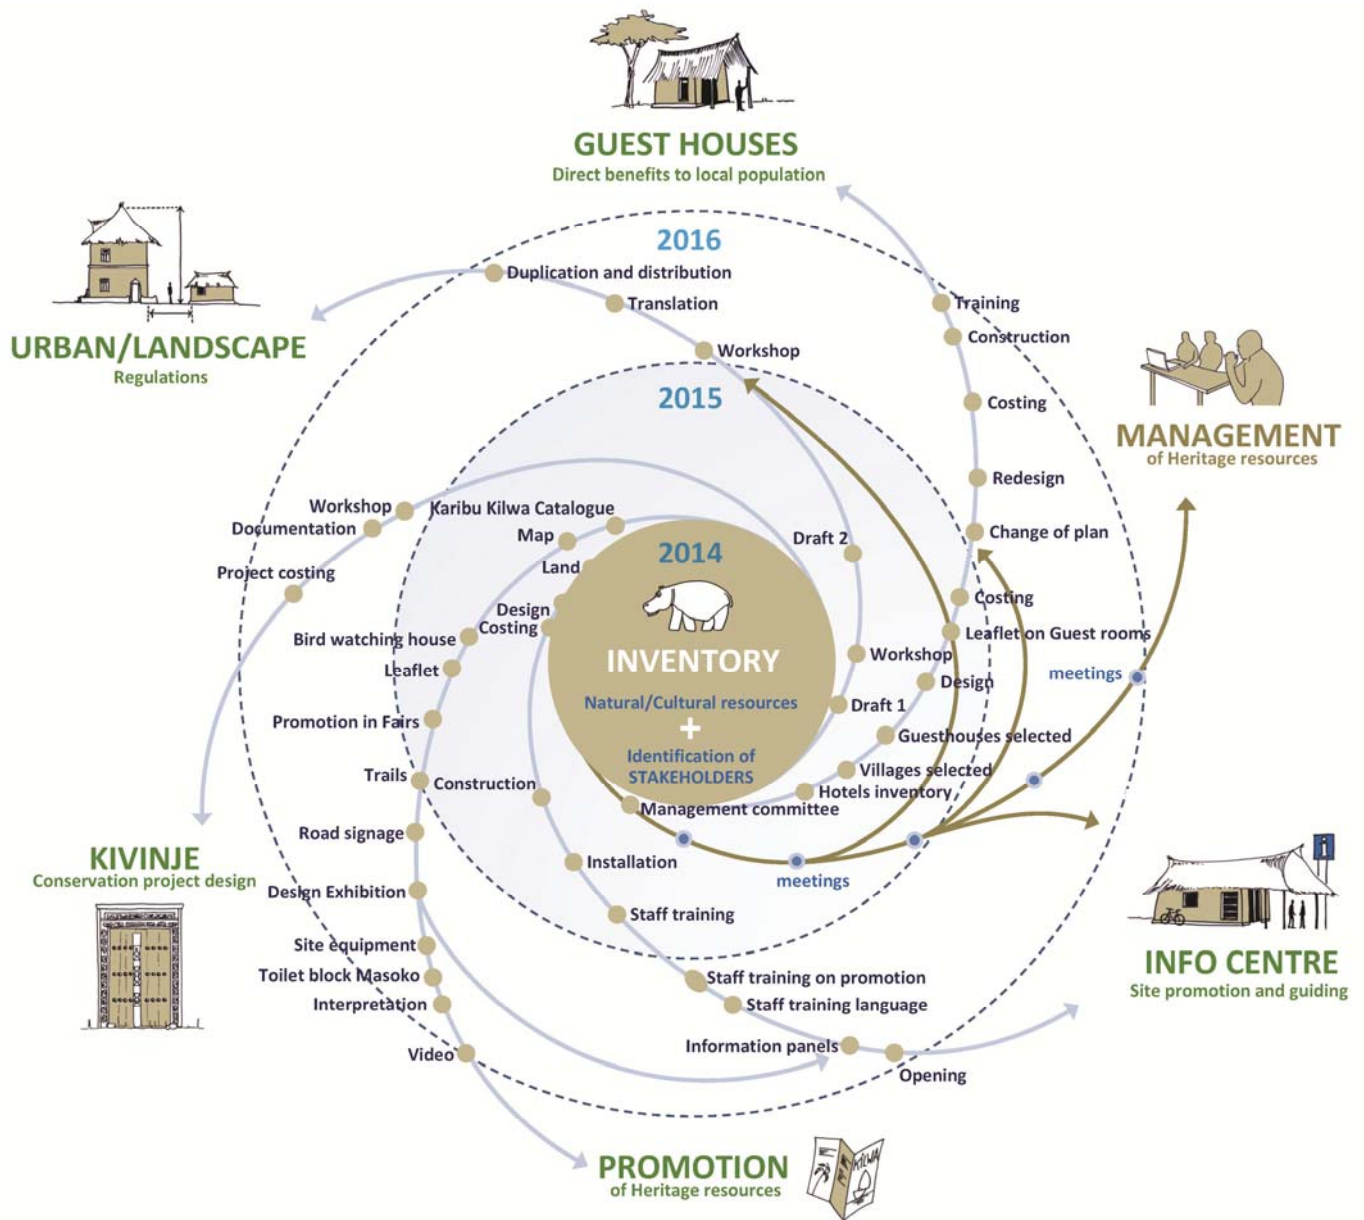 GUEST HOUSES
Direct benefits to local population
2016
Duplication and distribution
Translation
Training
Construction
Workshop
URBAN/LANDSCAPE
Regulations
2015
Costing
MANAGEMENT
of Heritage resources
Redesign
Workshop
Karibu Kilwa Catalogue
Documentation
Map
Draft 2
Change of plan
2014
Land
Project costing
Design
Costing
Costing
Bird watching house
Leaflet on Guest rooms
INVENTORY
Workshop
Leaflet
meetings
Design
Natural/Cultural resources
Draft 1
+
Promotion in Fairs
Guesthouses selected
Identification of
STAKEHOLDERS
Villages selected
Trails
Construction
Hotels inventory
Management committee
Road signage
KIVINJE
Conservation project design
Installation
meetings
Design Exhibition
i
Staff training
Site equipment
INFO CENTRE
Site promotion and guiding
Toilet block Masoko
Staff training on promotion
Interpretation
Staff training language
Video
Information panels
Opening
PROMOTION
of Heritage resources
KILWA